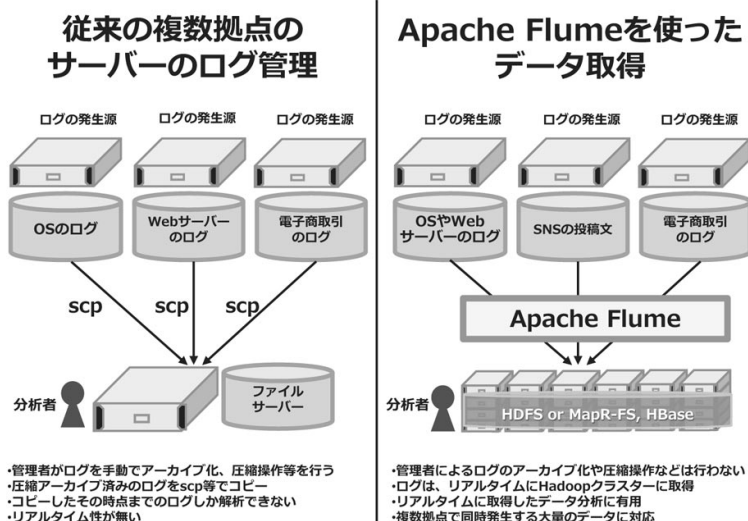 従来の複数拠点の
サーバーのログ管理
ログの発生源
ログの発生源
ログの発生源
OSのログ
Webサーバー
のログ
電子商取引
のログ
scp
scp
scp
分析者
ファイル
サーバー
・管理者がログを手動でアーカイブ化、圧縮操作等を行う
・圧縮アーカイブ済みのログをscp等でコピー
・コピーしたその時点までのログしか解析できない
・リアルタイム性が無い
Apache Flumeを使った
データ取得
ログの発生源
ログの発生源
ログの発生源
OSやWeb
サーバーのログ
SNSの投稿文
電子商取引
のログ
Apache Flume
分析者
HDFS or MapR-FS, HBase
・管理者によるログのアーカイブ化や圧縮操作などは行わない
・ログは、リアルタイムにHadoopクラスターに取得
・リアルタイムに取得したデータ分析に有用
・複数拠点で同時発生する大量のデータに対応